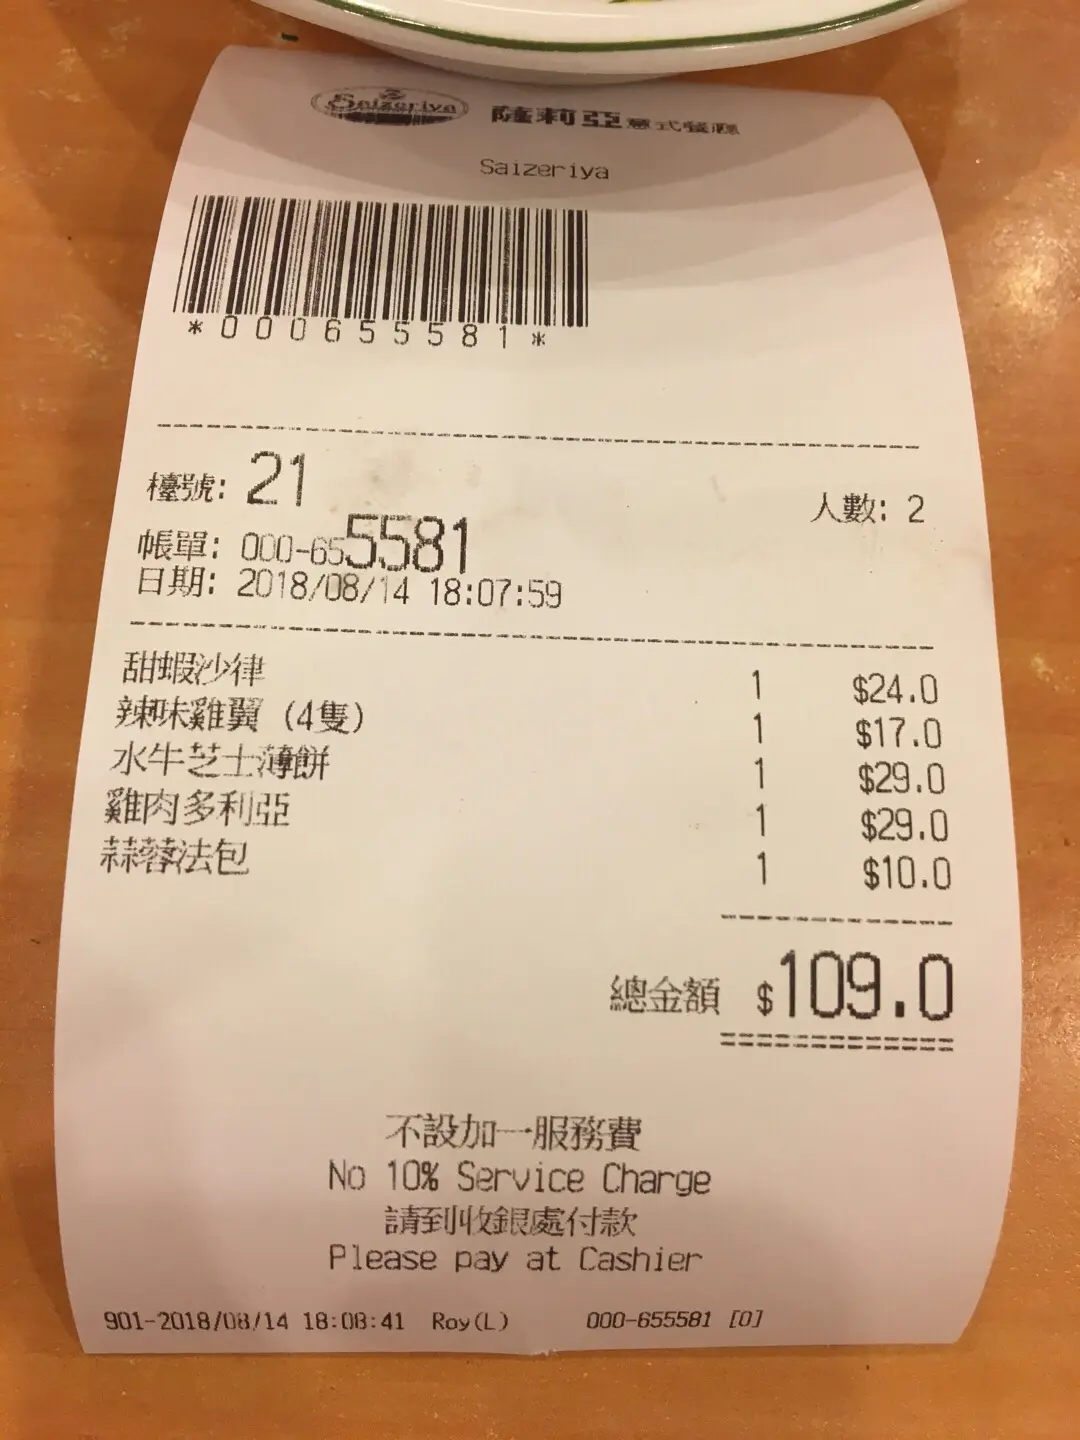 Saizeriya 薩莉亞意式餐廳
Saizeriya
*000655581*
檯號: 21
人數: 2
帳單: 000-655581
日期: 2018/08/14 18:07:59
甜蝦沙律 1 $24.0
辣味雞翼 (4隻) 1 $17.0
水牛芝士薄餅 1 $29.0
雞肉多利亞 1 $29.0
蒜蓉法包 1 $10.0
總金額 $109.0
不設加一服務費
No 10% Service Charge
請到收銀處付款
Please pay at Cashier
901-2018/08/14 18:08:41 Roy(L) 000-655581 [0]